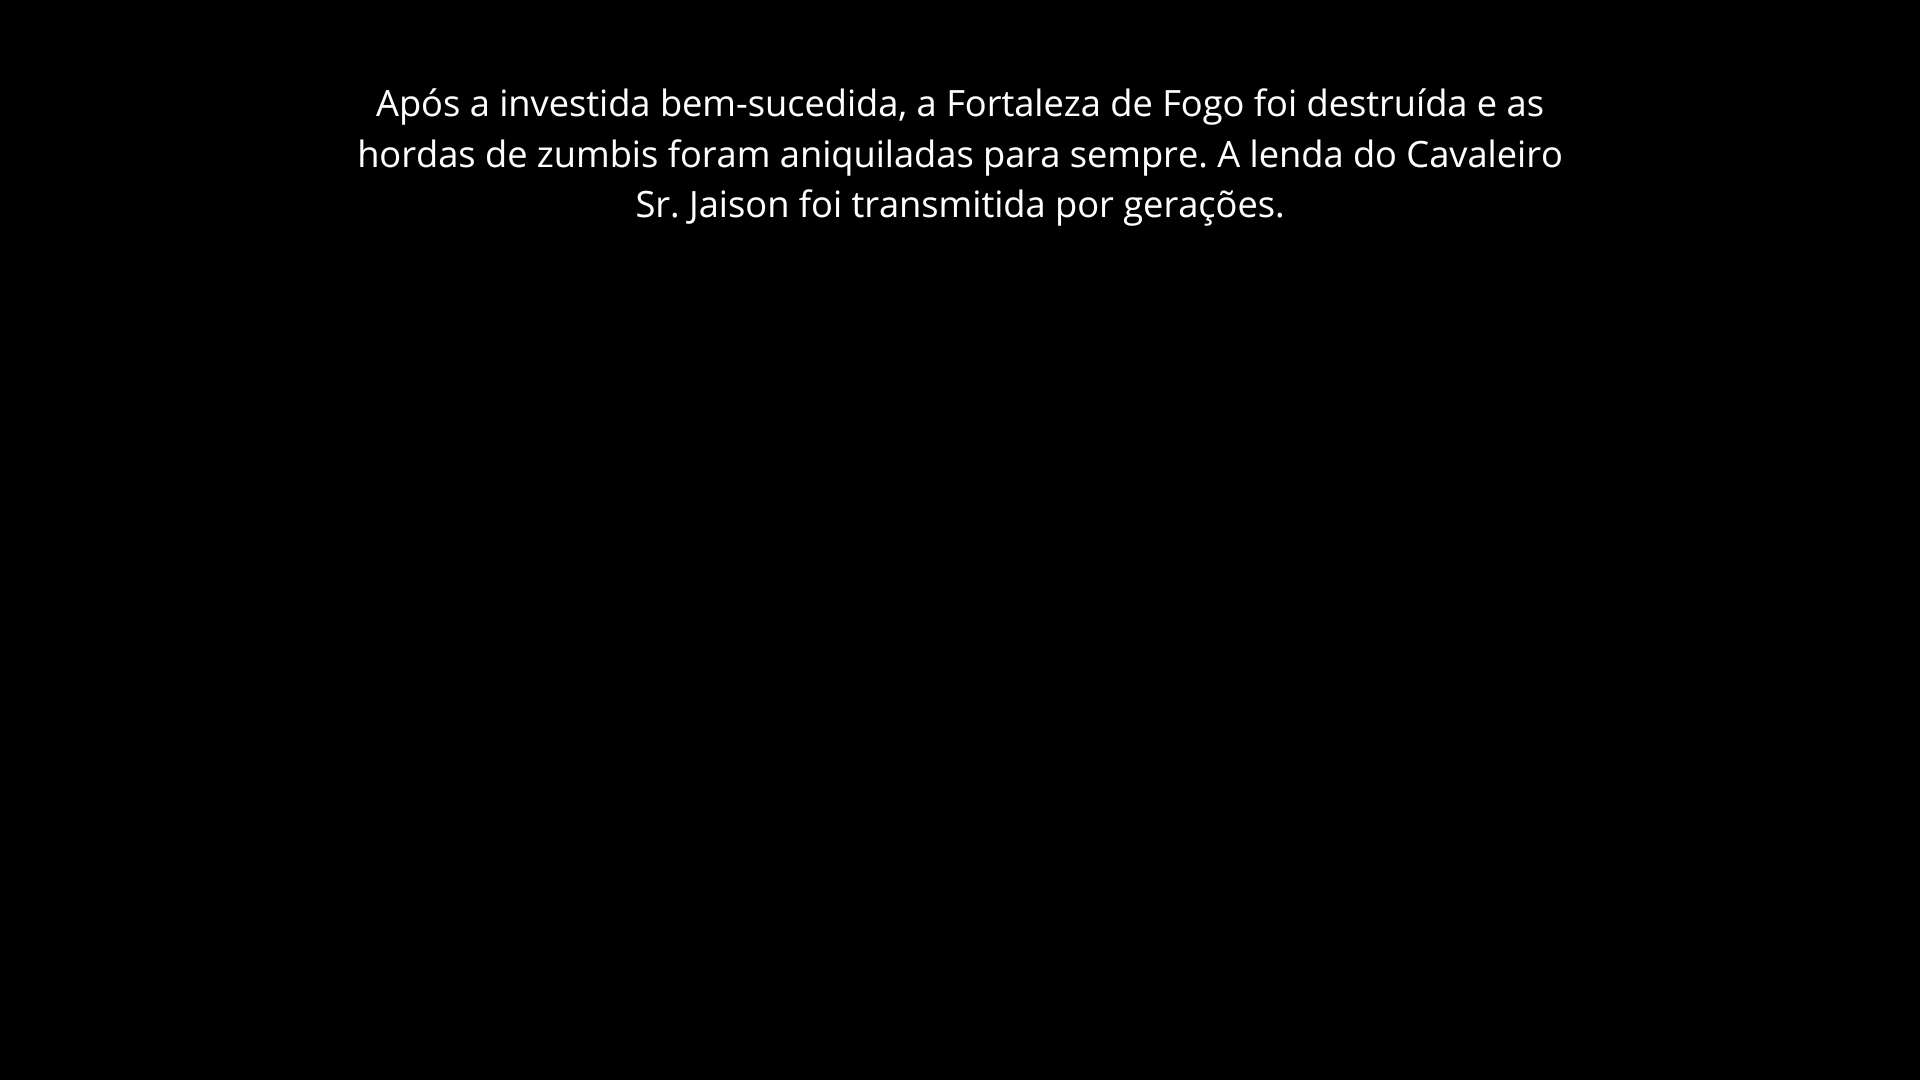 Após a investida bem-sucedida, a Fortaleza de Fogo foi destruída e as
hordas de zumbis foram aniquiladas para sempre. A lenda do Cavaleiro
Sr. Jaison foi transmitida por gerações.